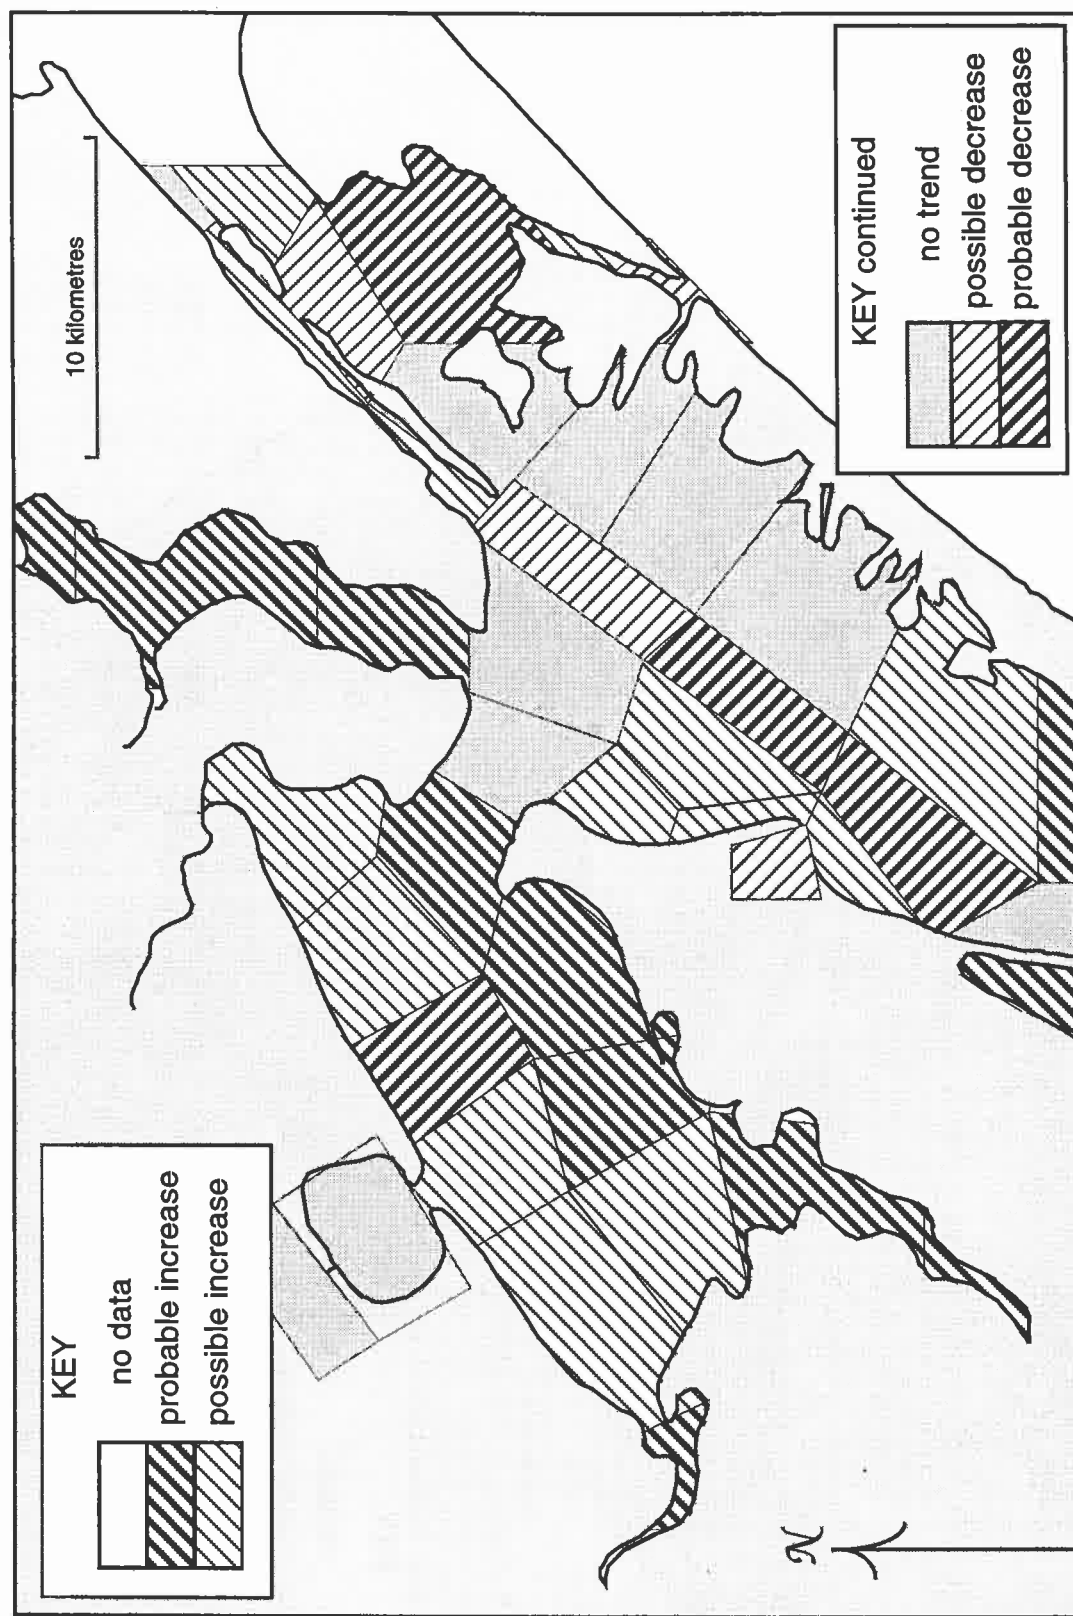 KEY
no data
probable increase
possible increase
10 kilometres
KEY continued
no trend
possible decrease
probable decrease
N